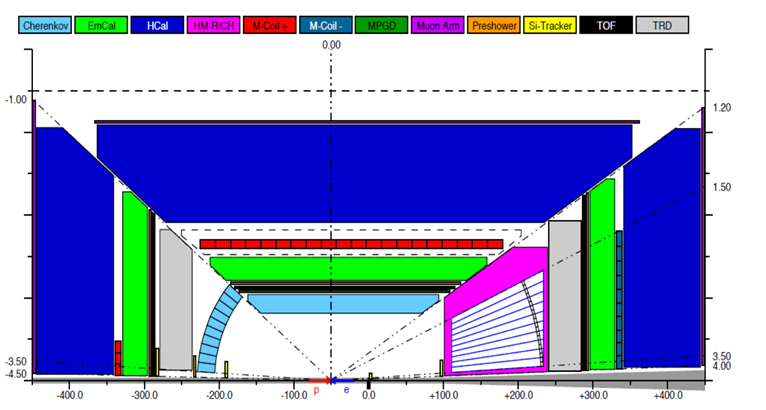 Cherenkov EmCal HCal HM-RICH M-Coil + M-Coil - MPGD Muon Arm Preshower Si-Tracker TOF TRD
0.00
-1.00
1.20
1.50
-3.50
3.50
-4.50
4.00
p e
-400.0 -300.0 -200.0 -100.0 0.0 +100.0 +200.0 +300.0 +400.0